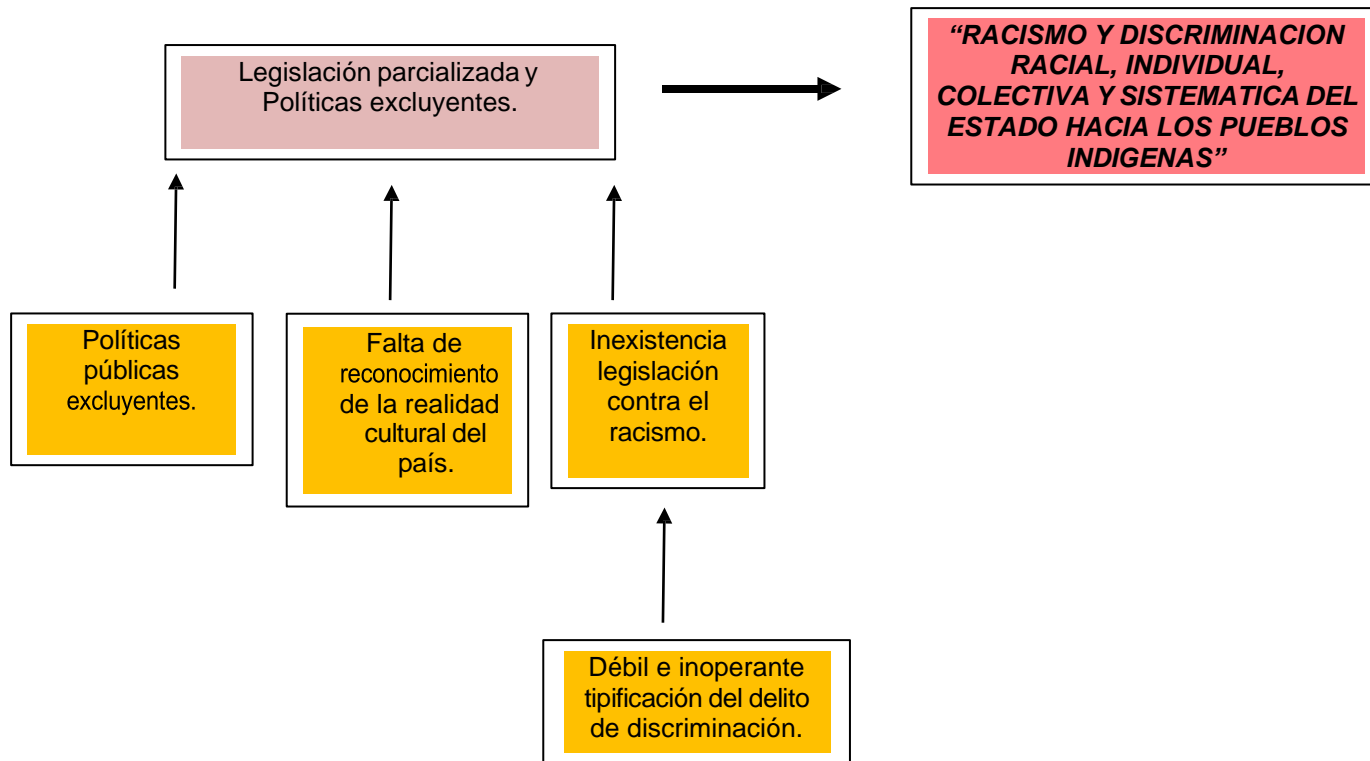 Legislación parcializada y
Políticas excluyentes.
“RACISMO Y DISCRIMINACION
RACIAL, INDIVIDUAL,
COLECTIVA Y SISTEMATICA DEL
ESTADO HACIA LOS PUEBLOS
INDIGENAS”
Políticas
públicas
excluyentes.
Falta de
reconocimiento
de la realidad
cultural del
país.
Inexistencia
legislación
contra el
racismo.
Débil e inoperante
tipificación del delito
de discriminación.